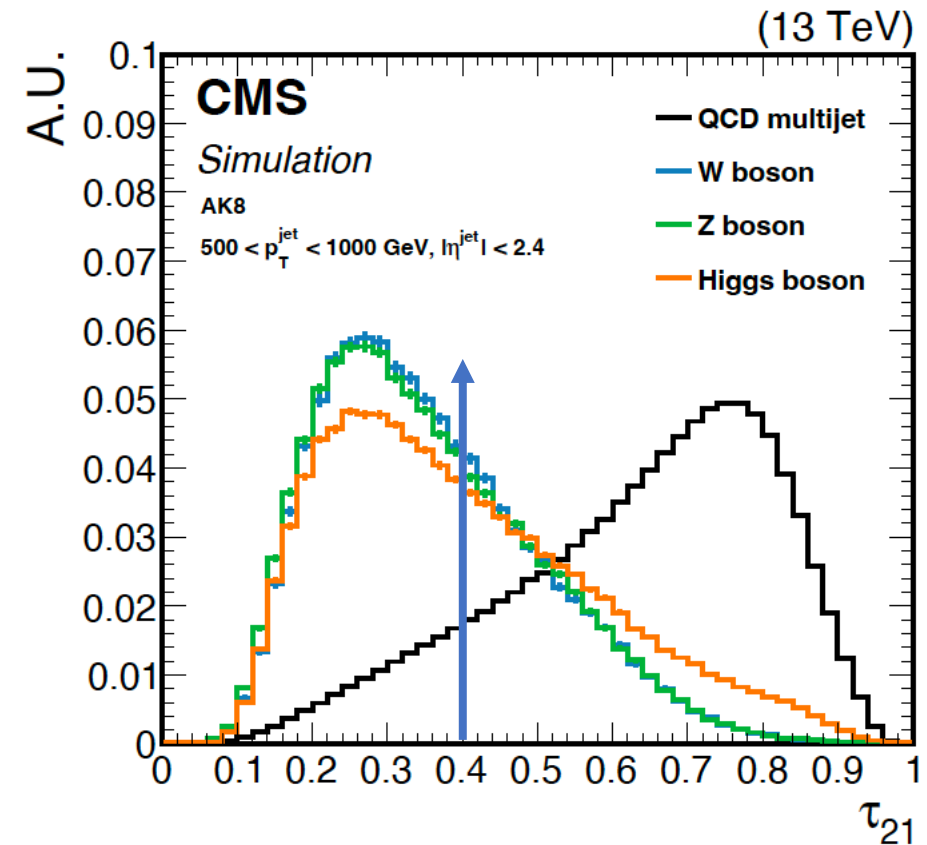 (13 TeV)
A.U.
CMS
Simulation
AK8
500 < p_T^jet < 1000 GeV, |η^jet| < 2.4
QCD multijet
W boson
Z boson
Higgs boson
0.1
0.09
0.08
0.07
0.06
0.05
0.04
0.03
0.02
0.01
0
0 0.1 0.2 0.3 0.4 0.5 0.6 0.7 0.8 0.9 1
τ21